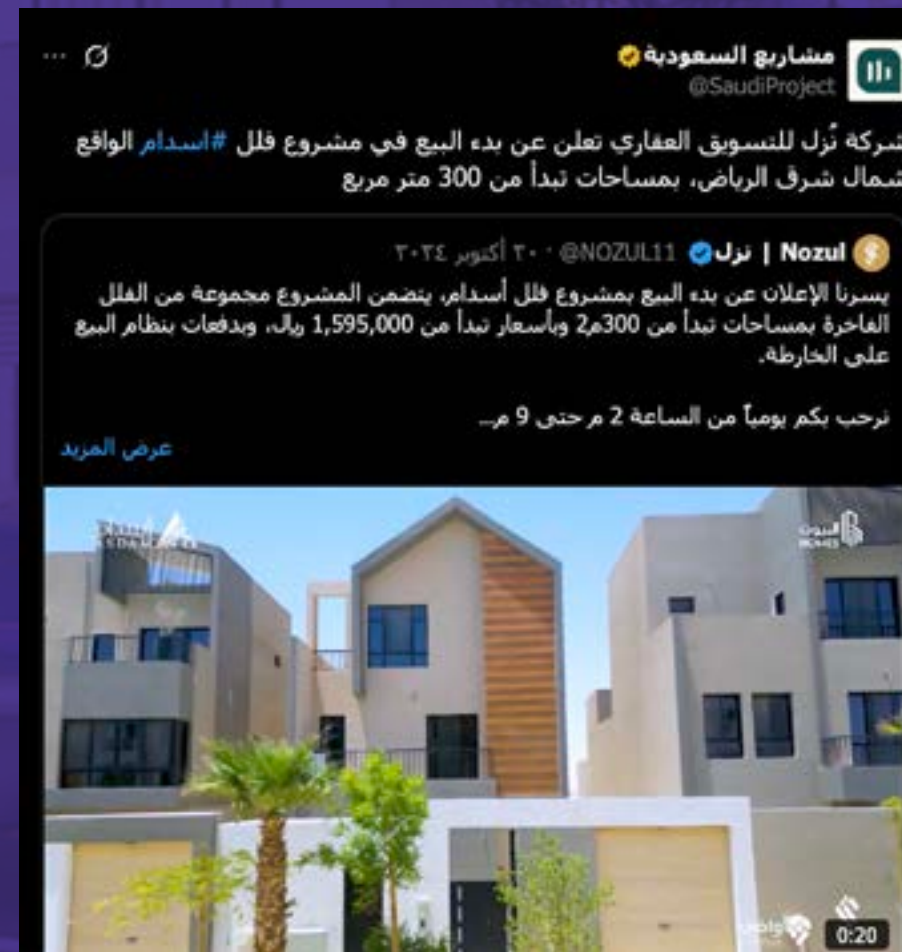 مشاريع السعودية
@SaudiProject
شركة نُزل للتسويق العقاري تعلن عن بدء البيع في مشروع فلل #اسدام الواقع
شمال شرق الرياض، بمساحات تبدأ من 300 متر مربع
Nozul | نزل @NOZUL11 · ٣٠ أكتوبر ٢٠٢٤
يسرنا الإعلان عن بدء البيع بمشروع فلل أسدام، يتضمن المشروع مجموعة من الفلل
الفاخرة بمساحات تبدأ من 300م2 وبأسعار تبدأ من 1,595,000 ريال، وبدفعات بنظام البيع
على الخارطة.
نرحب بكم يومياً من الساعة 2 م حتى 9 م...
عرض المزيد
البيوت
HOMES
0:20